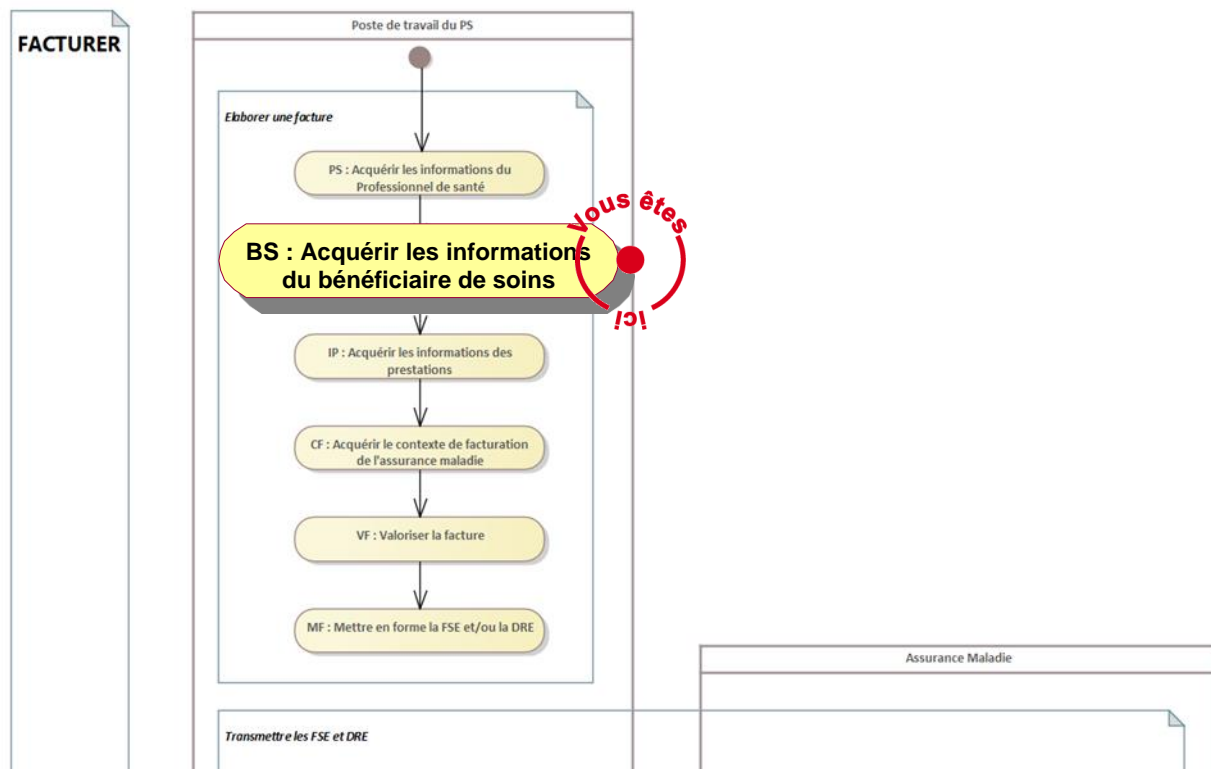 FACTURER
Poste de travail du PS
Elaborer une facture
PS : Acquérir les informations du
Professionnel de santé
Vous êtes
ici
BS : Acquérir les informations
du bénéficiaire de soins
IP : Acquérir les informations des
prestations
CF : Acquérir le contexte de facturation
de l'assurance maladie
VF : Valoriser la facture
MF : Mettre en forme la FSE et/ou la DRE
Assurance Maladie
Transmettre les FSE et DRE